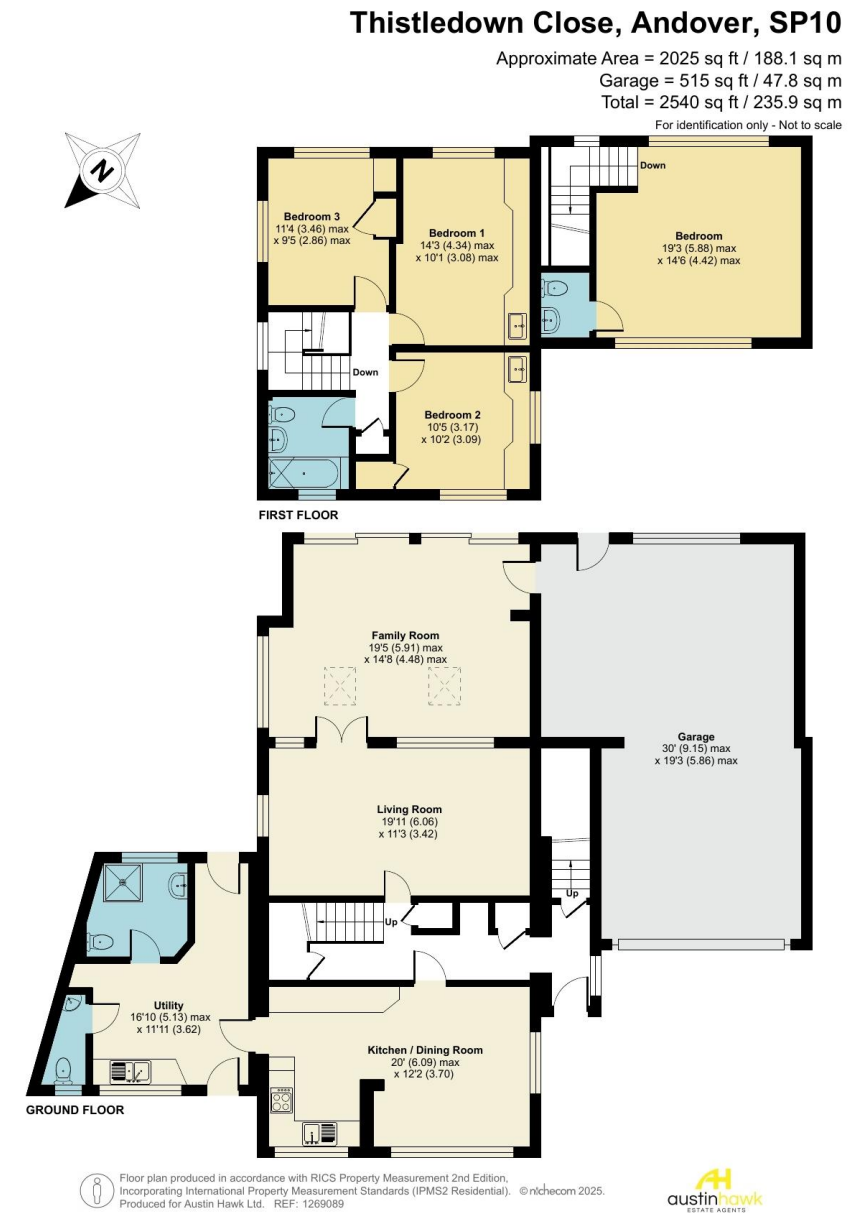 Thistledown Close, Andover, SP10
Approximate Area = 2025 sq ft / 188.1 sq m
Garage = 515 sq ft / 47.8 sq m
Total = 2540 sq ft / 235.9 sq m
For identification only - Not to scale
N
Bedroom 3
11'4 (3.46) max
x 9'5 (2.86) max
Bedroom 1
14'3 (4.34) max
x 10'1 (3.08) max
Down
Bedroom
19'3 (5.88) max
x 14'6 (4.42) max
Down
Bedroom 2
10'5 (3.17)
x 10'2 (3.09)
FIRST FLOOR
Family Room
19'5 (5.91) max
x 14'8 (4.48) max
Garage
30' (9.15) max
x 19'3 (5.86) max
Living Room
19'11 (6.06)
x 11'3 (3.42)
Up
Up
Utility
16'10 (5.13) max
x 11'11 (3.62)
Kitchen / Dining Room
20' (6.09) max
x 12'2 (3.70)
GROUND FLOOR
Floor plan produced in accordance with RICS Property Measurement 2nd Edition,
Incorporating International Property Measurement Standards (IPMS2 Residential). © nichecom 2025.
Produced for Austin Hawk Ltd. REF: 1269089
AH
austinhawk
ESTATE AGENTS